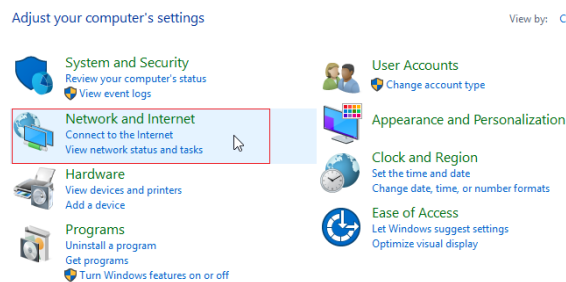 Adjust your computer's settings
View by: C
System and Security
Review your computer's status
View event logs
Network and Internet
Connect to the Internet
View network status and tasks
Hardware
View devices and printers
Add a device
Programs
Uninstall a program
Get programs
Turn Windows features on or off
User Accounts
Change account type
Appearance and Personalization
Clock and Region
Set the time and date
Change date, time, or number formats
Ease of Access
Let Windows suggest settings
Optimize visual display